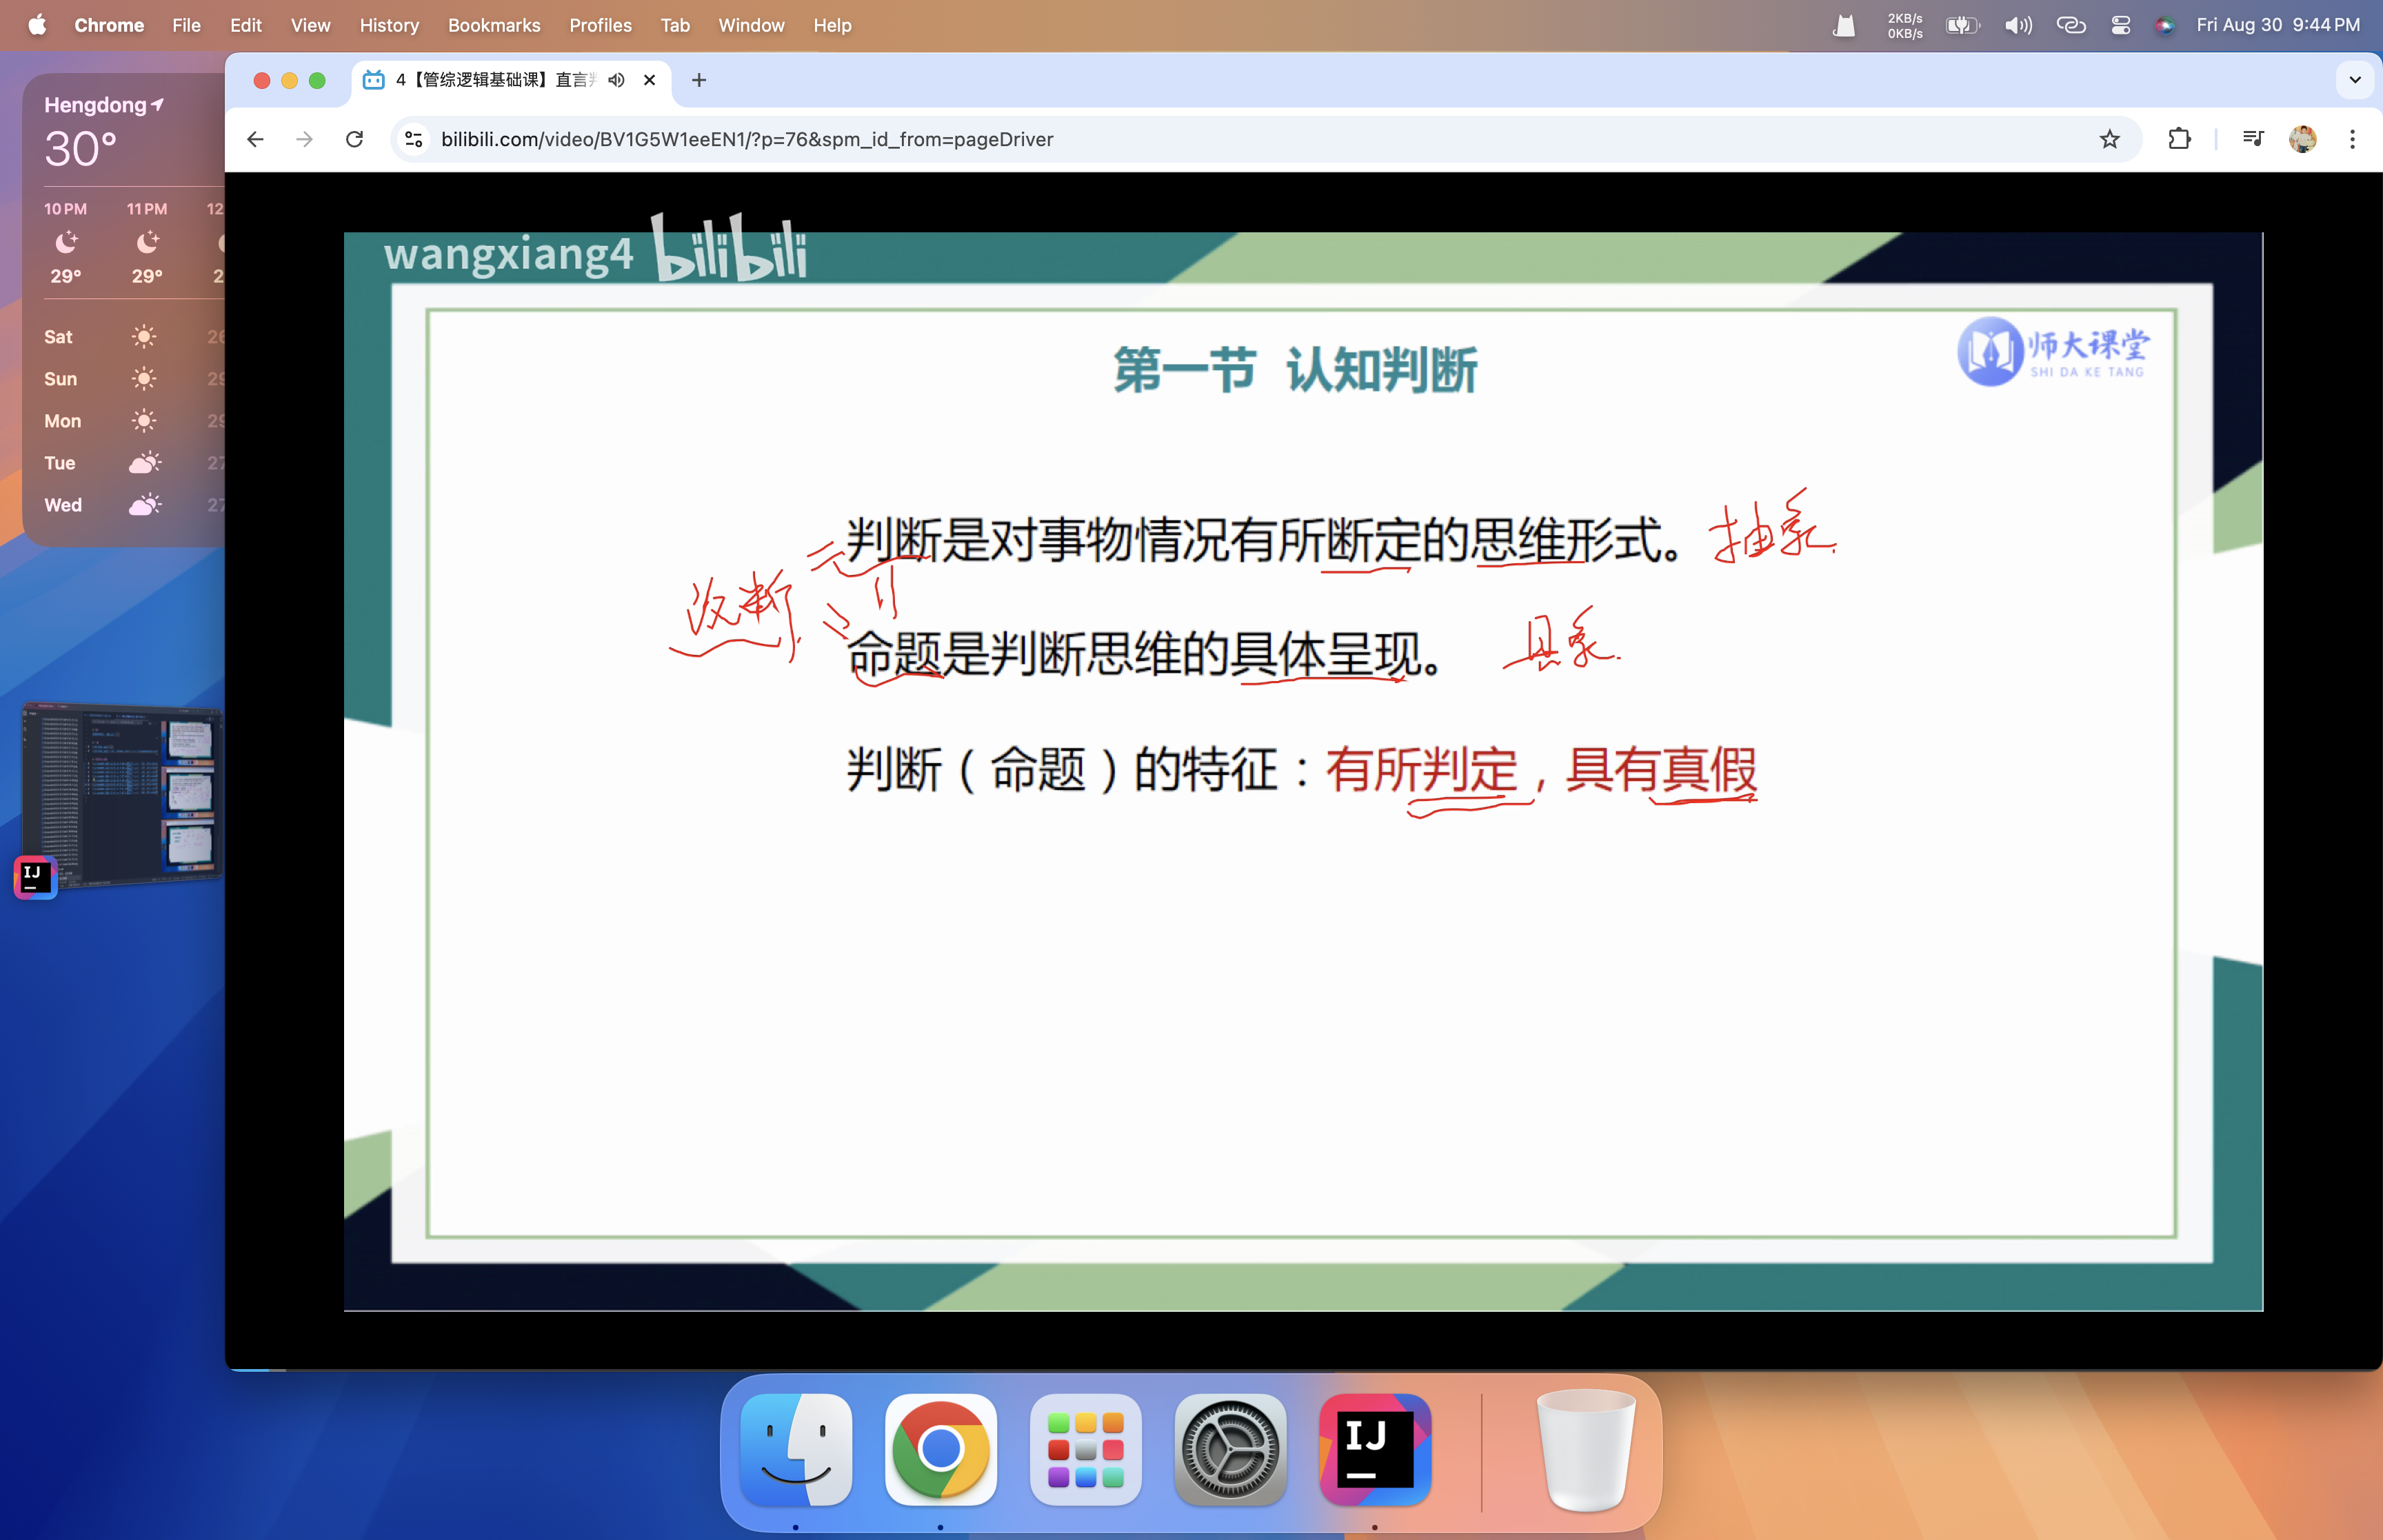 Chrome File Edit View History Bookmarks Profiles Tab Window Help
2KB/s
0KB/s
Fri Aug 30 9:44 PM
Hengdong
30°
10 PM 11 PM 12
29° 29° 2
Sat 26
Sun 29
Mon 29
Tue 27
Wed 27
4【管综逻辑基础课】直言
bilibili.com/video/BV1G5W1eeEN1/?p=76&spm_id_from=pageDriver
wangxiang4 bilibili
师大课堂
SHI DA KE TANG
第一节 认知判断
判断是对事物情况有所断定的思维形式。 抽象
命题是判断思维的具体呈现。 具象
判断（命题）的特征：有所判定，具有真假
IJ
IJ